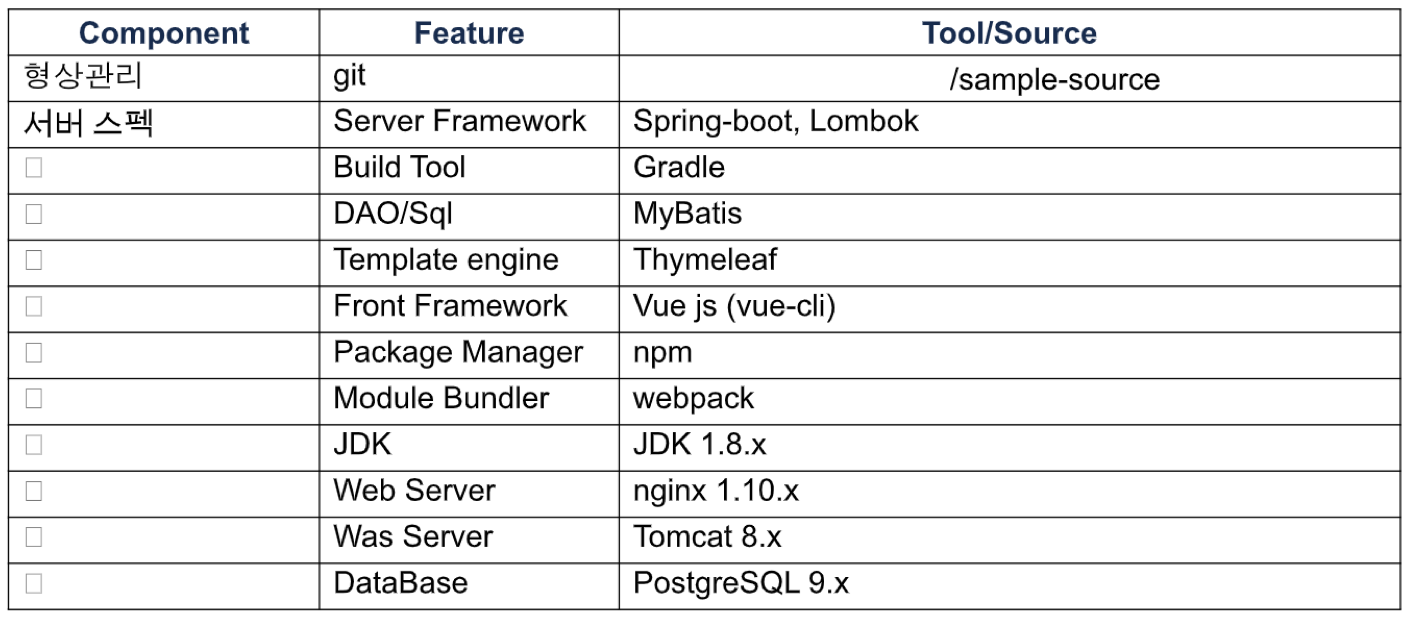 Component Feature Tool/Source
형상관리 git /sample-source
서버 스펙 Server Framework Spring-boot, Lombok
Build Tool Gradle
DAO/Sql MyBatis
Template engine Thymeleaf
Front Framework Vue js (vue-cli)
Package Manager npm
Module Bundler webpack
JDK JDK 1.8.x
Web Server nginx 1.10.x
Was Server Tomcat 8.x
DataBase PostgreSQL 9.x